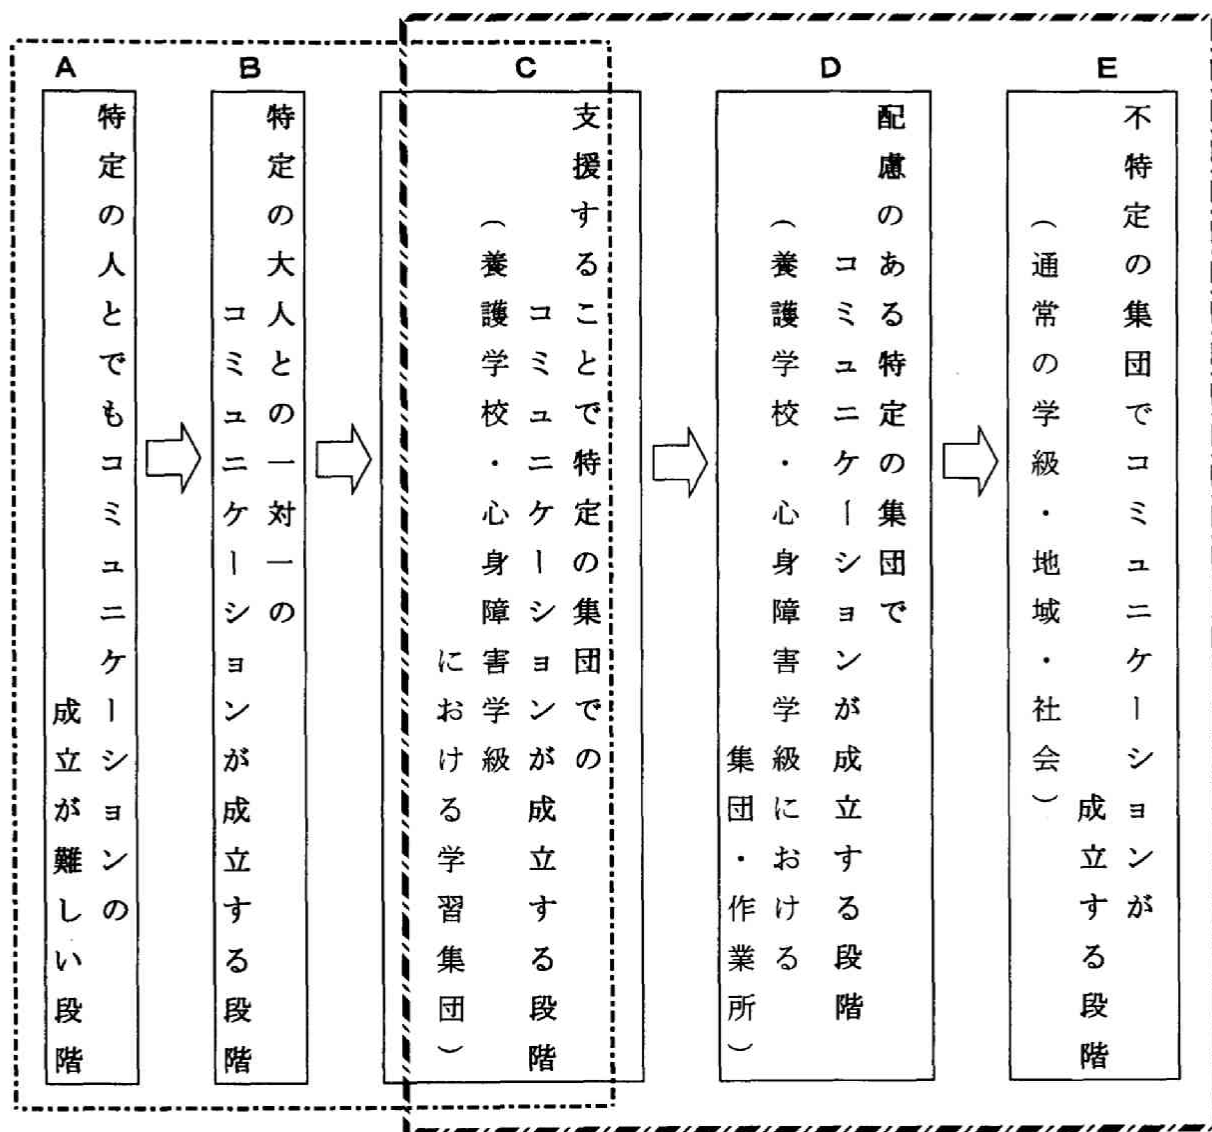 A
特定の人とでもコミュニケーションの
成立が難しい段階
B
特定の大人との一対一の
コミュニケーションが成立する段階
C
支援することで特定の集団での
コミュニケーションが成立する段階
（養護学校・心身障害学級
における学習集団）
D
配慮のある特定の集団で
コミュニケーションが成立する段階
（養護学校・心身障害学級における
集団・作業所）
E
不特定の集団でコミュニケーションが
成立する段階
（通常の学級・地域・社会）